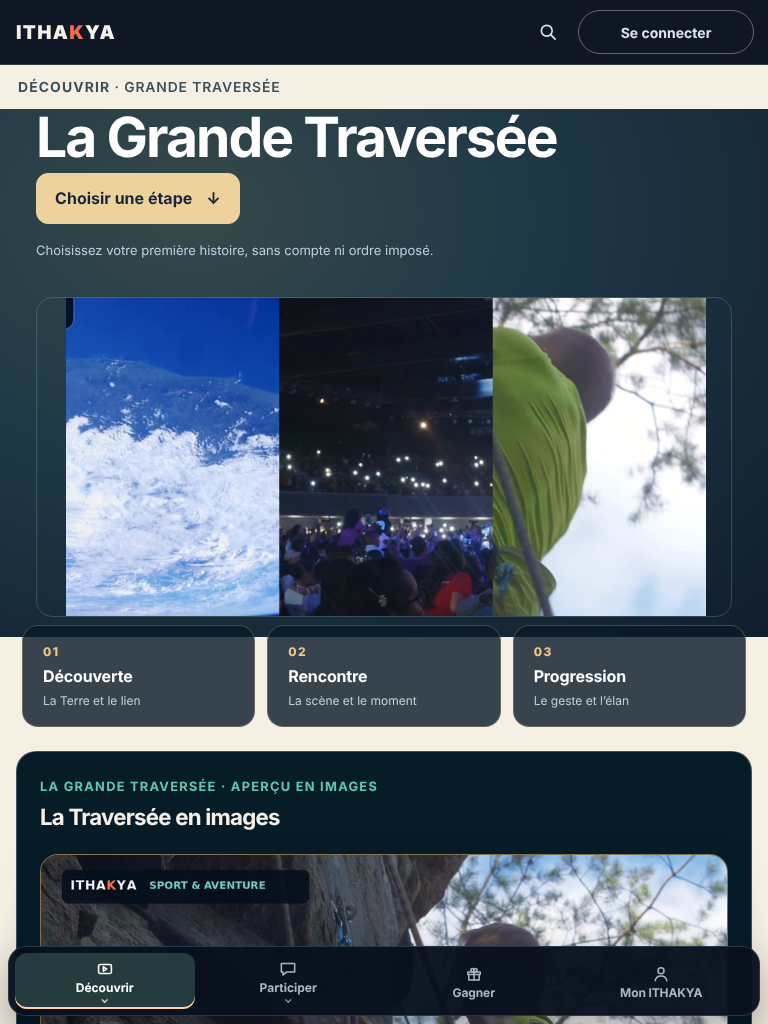 ITHAKYA
Se connecter
DÉCOUVRIR · GRANDE TRAVERSÉE
La Grande Traversée
Choisir une étape ↓
Choisissez votre première histoire, sans compte ni ordre imposé.
01
Découverte
La Terre et le lien
02
Rencontre
La scène et le moment
03
Progression
Le geste et l’élan
LA GRANDE TRAVERSÉE · APERÇU EN IMAGES
La Traversée en images
ITHAKYA SPORT & AVENTURE
Découvrir
Participer
Gagner
Mon ITHAKYA